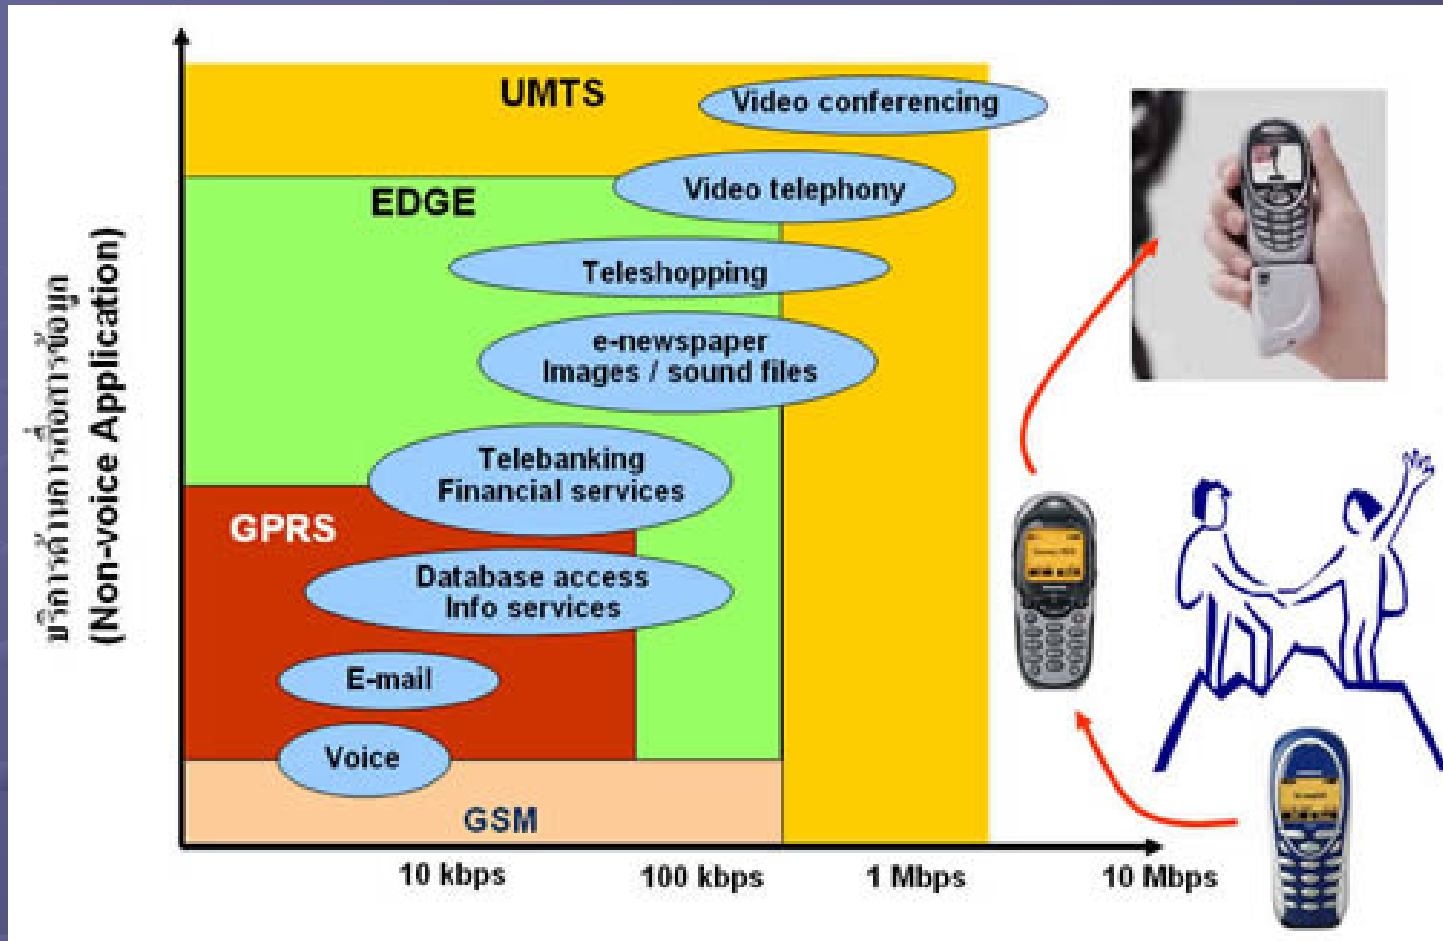 UMTS
Video conferencing
EDGE
Video telephony
Teleshopping
e-newspaper
Images / sound files
Telebanking
Financial services
GPRS
Database access
Info services
E-mail
Voice
GSM
10 kbps
100 kbps
1 Mbps
10 Mbps
บริการด้านการสื่อสารข้อมูล
(Non-voice Application)